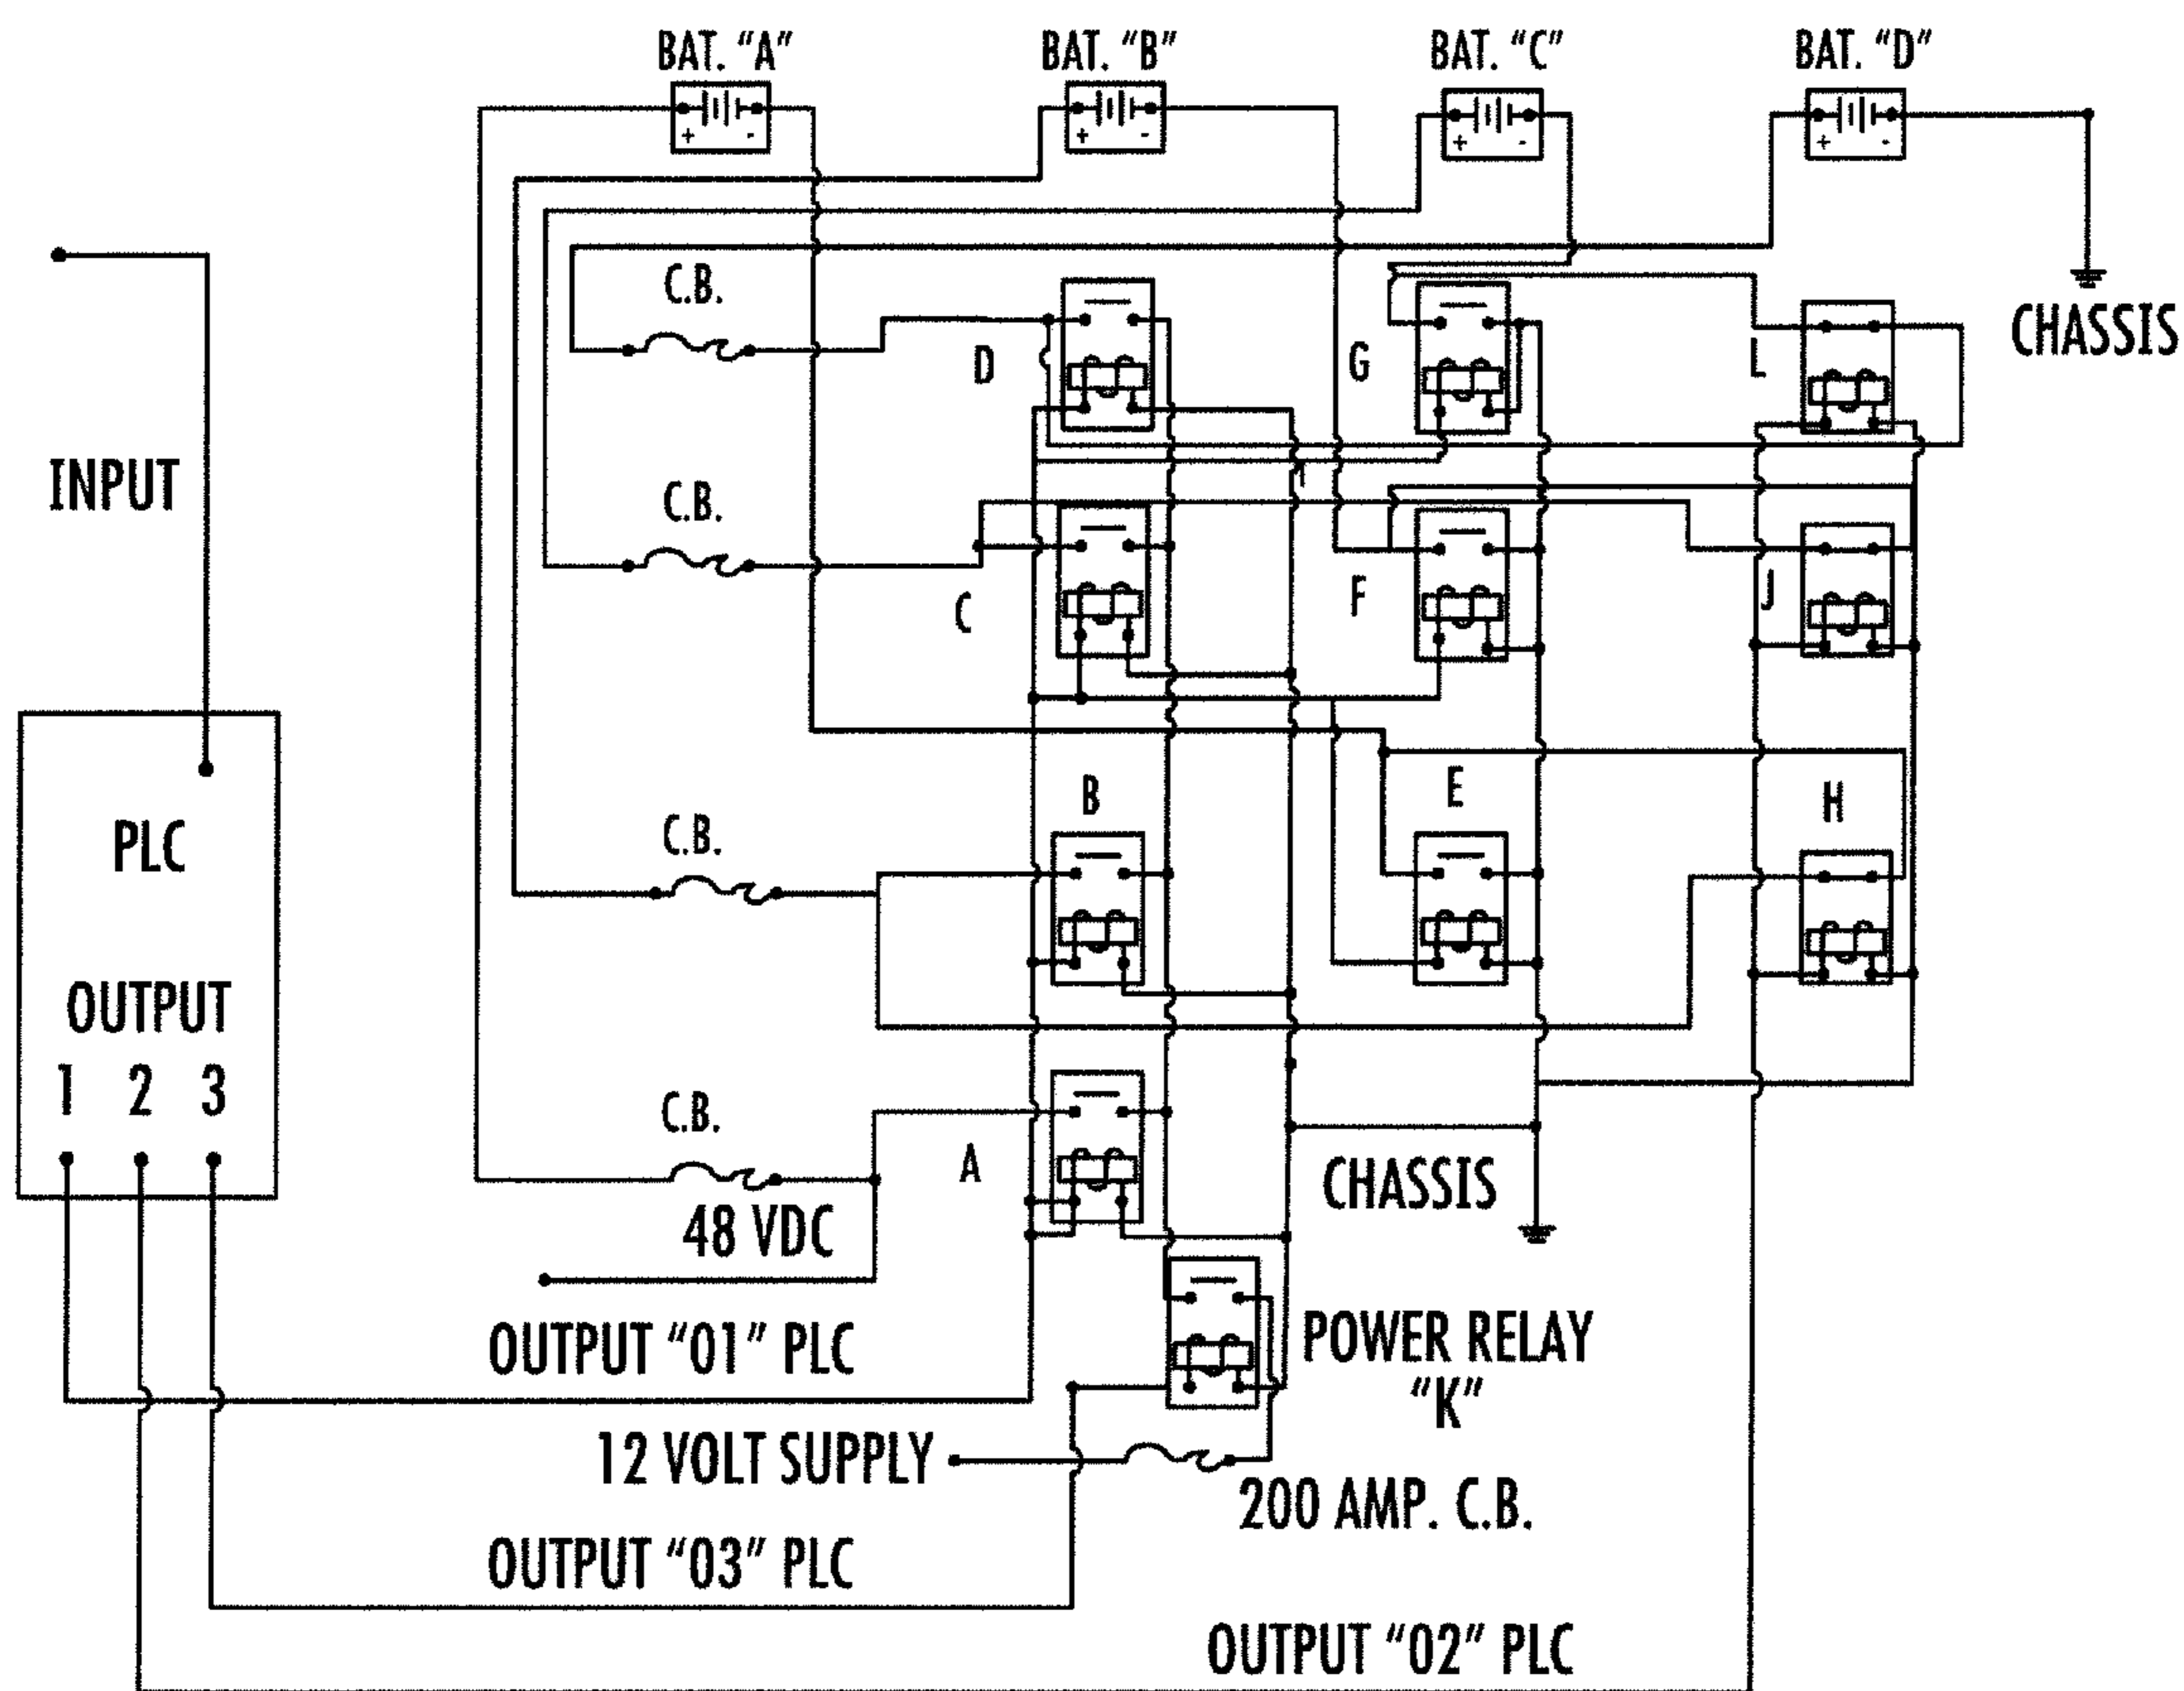 BAT. "A"
BAT. "B"
BAT. "C"
BAT. "D"
+ -
+ -
+ -
+ -
C.B.
CHASSIS
D
G
L
INPUT
C.B.
C
F
J
B
E
H
C.B.
PLC
OUTPUT
1 2 3
C.B.
A
CHASSIS
48 VDC
OUTPUT "01" PLC
POWER RELAY
"K"
12 VOLT SUPPLY
200 AMP. C.B.
OUTPUT "03" PLC
OUTPUT "02" PLC